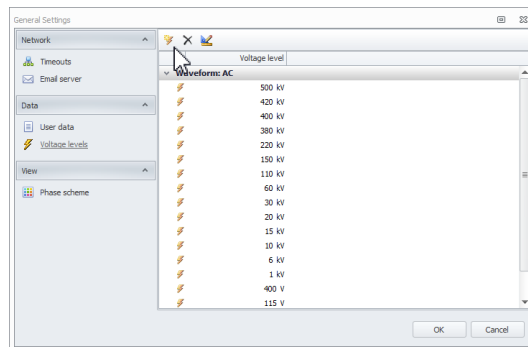 General Settings
Network
Timeouts
Email server
Data
User data
Voltage levels
View
Phase scheme
Voltage level
Waveform: AC
500 kV
420 kV
400 kV
380 kV
220 kV
150 kV
110 kV
60 kV
30 kV
20 kV
15 kV
10 kV
6 kV
1 kV
400 V
115 V
OK
Cancel